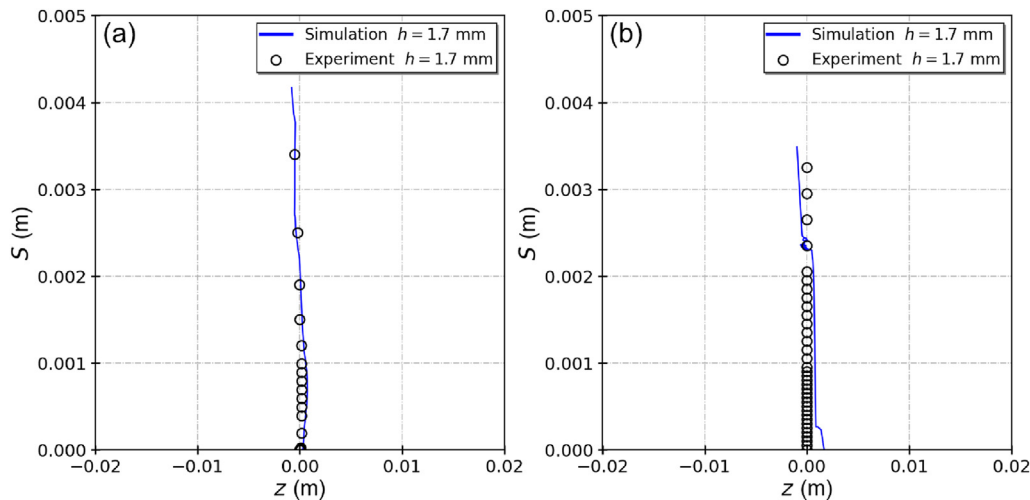 (a)
Simulation h = 1.7 mm
Experiment h = 1.7 mm
0.005
0.004
0.003
0.002
0.001
0.000
S (m)
−0.02 −0.01 0.00 0.01 0.02
z (m)
(b)
Simulation h = 1.7 mm
Experiment h = 1.7 mm
0.005
0.004
0.003
0.002
0.001
0.000
S (m)
−0.02 −0.01 0.00 0.01 0.02
z (m)